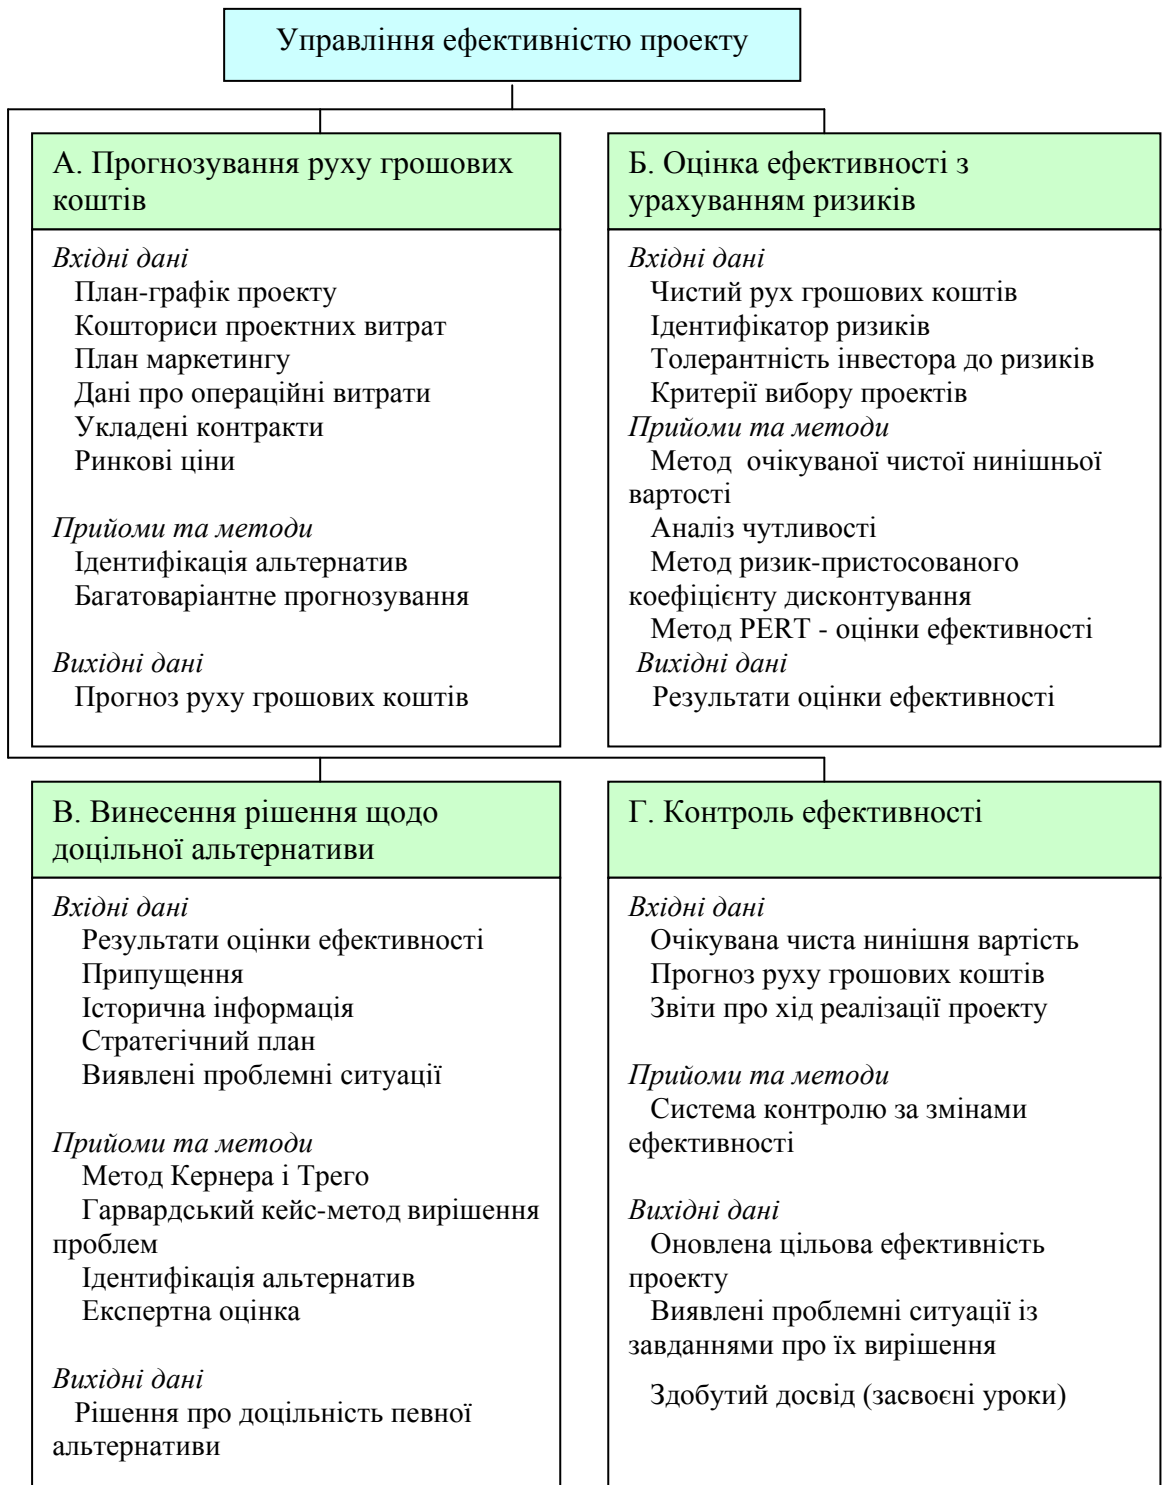 Управління ефективністю проекту
А. Прогнозування руху грошових
коштів
Вхідні дані
План-графік проекту
Кошториси проектних витрат
План маркетингу
Дані про операційні витрати
Укладені контракти
Ринкові ціни
Прийоми та методи
Ідентифікація альтернатив
Багатоваріантне прогнозування
Вихідні дані
Прогноз руху грошових коштів
Б. Оцінка ефективності з
урахуванням ризиків
Вхідні дані
Чистий рух грошових коштів
Ідентифікатор ризиків
Толерантність інвестора до ризиків
Критерії вибору проектів
Прийоми та методи
Метод очікуваної чистої нинішньої
вартості
Аналіз чутливості
Метод ризик-пристосованого
коефіцієнту дисконтування
Метод PERT - оцінки ефективності
Вихідні дані
Результати оцінки ефективності
В. Винесення рішення щодо
доцільної альтернативи
Вхідні дані
Результати оцінки ефективності
Припущення
Історична інформація
Стратегічний план
Виявлені проблемні ситуації
Прийоми та методи
Метод Кернера і Трего
Гарвардський кейс-метод вирішення
проблем
Ідентифікація альтернатив
Експертна оцінка
Вихідні дані
Рішення про доцільність певної
альтернативи
Г. Контроль ефективності
Вхідні дані
Очікувана чиста нинішня вартість
Прогноз руху грошових коштів
Звіти про хід реалізації проекту
Прийоми та методи
Система контролю за змінами
ефективності
Вихідні дані
Оновлена цільова ефективність
проекту
Виявлені проблемні ситуації із
завданнями про їх вирішення
Здобутий досвід (засвоєні уроки)